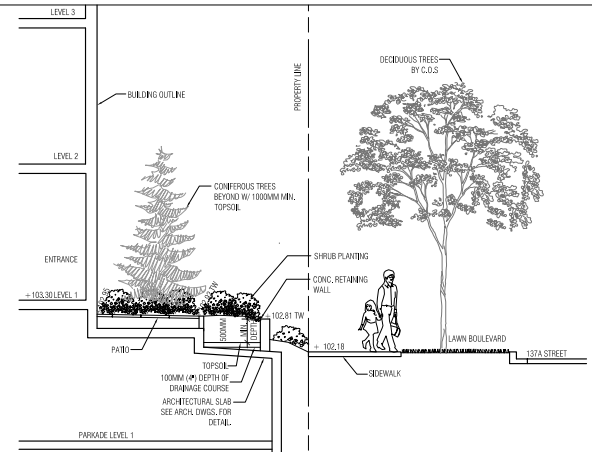 LEVEL 3
DECIDUOUS TREES
BY C.O.S
BUILDING OUTLINE
PROPERTY LINE
LEVEL 2
CONIFEROUS TREES
BEYOND W/ 1000MM MIN.
TOPSOIL
ENTRANCE
SHRUB PLANTING
CONC. RETAINING
WALL
+103.30 LEVEL 1
+102.81 TW
500MM
MIN.
DEPTH
+ 102.18
LAWN BOULEVARD
PATIO
137A STREET
TOPSOIL
SIDEWALK
100MM (4") DEPTH OF
DRAINAGE COURSE
ARCHITECTURAL SLAB
SEE ARCH. DWGS. FOR
DETAIL.
PARKADE LEVEL 1